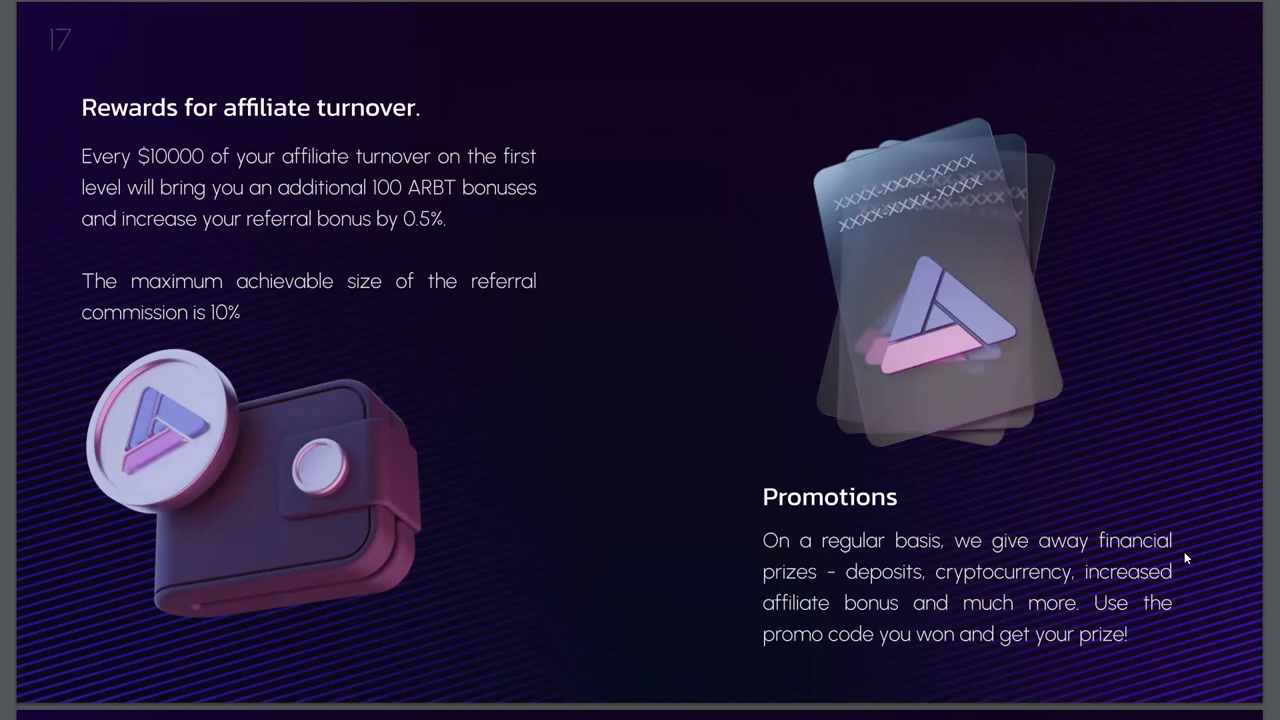 17
Rewards for affiliate turnover.
Every $10000 of your affiliate turnover on the first
level will bring you an additional 100 ARBT bonuses
and increase your referral bonus by 0.5%.
The maximum achievable size of the referral
commission is 10%
XXXX-XXXX-XXXX
XXXX-XXXX-XXXX
Promotions
On a regular basis, we give away financial
prizes - deposits, cryptocurrency, increased
affiliate bonus and much more. Use the
promo code you won and get your prize!